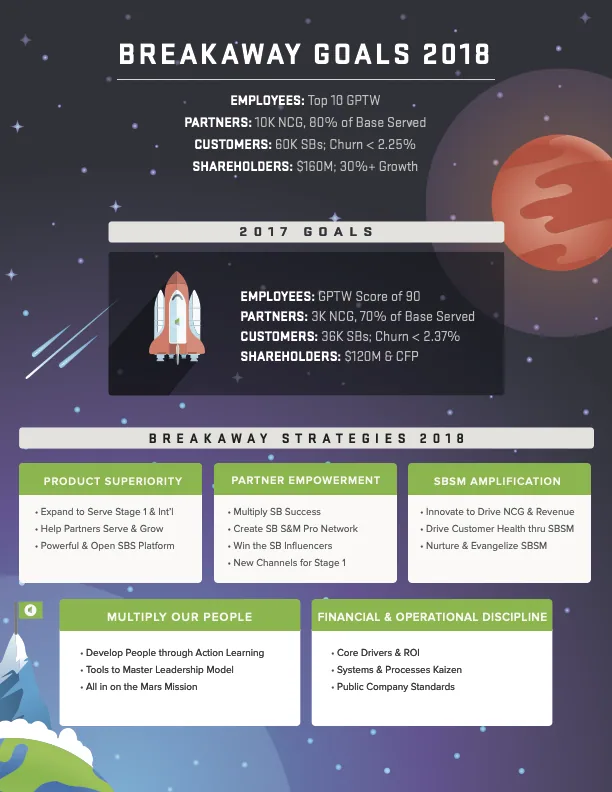 BREAKAWAY GOALS 2018
EMPLOYEES: Top 10 GPTW
PARTNERS: 10K NCG, 80% of Base Served
CUSTOMERS: 60K SBs; Churn < 2.25%
SHAREHOLDERS: $160M; 30%+ Growth
2017 GOALS
EMPLOYEES: GPTW Score of 90
PARTNERS: 3K NCG, 70% of Base Served
CUSTOMERS: 36K SBs; Churn < 2.37%
SHAREHOLDERS: $120M & CFP
BREAKAWAY STRATEGIES 2018
PRODUCT SUPERIORITY
• Expand to Serve Stage 1 & Int'l
• Help Partners Serve & Grow
• Powerful & Open SBS Platform
PARTNER EMPOWERMENT
• Multiply SB Success
• Create SB S&M Pro Network
• Win the SB Influencers
• New Channels for Stage 1
SBSM AMPLIFICATION
• Innovate to Drive NCG & Revenue
• Drive Customer Health thru SBSM
• Nurture & Evangelize SBSM
MULTIPLY OUR PEOPLE
• Develop People through Action Learning
• Tools to Master Leadership Model
• All in on the Mars Mission
FINANCIAL & OPERATIONAL DISCIPLINE
• Core Drivers & ROI
• Systems & Processes Kaizen
• Public Company Standards